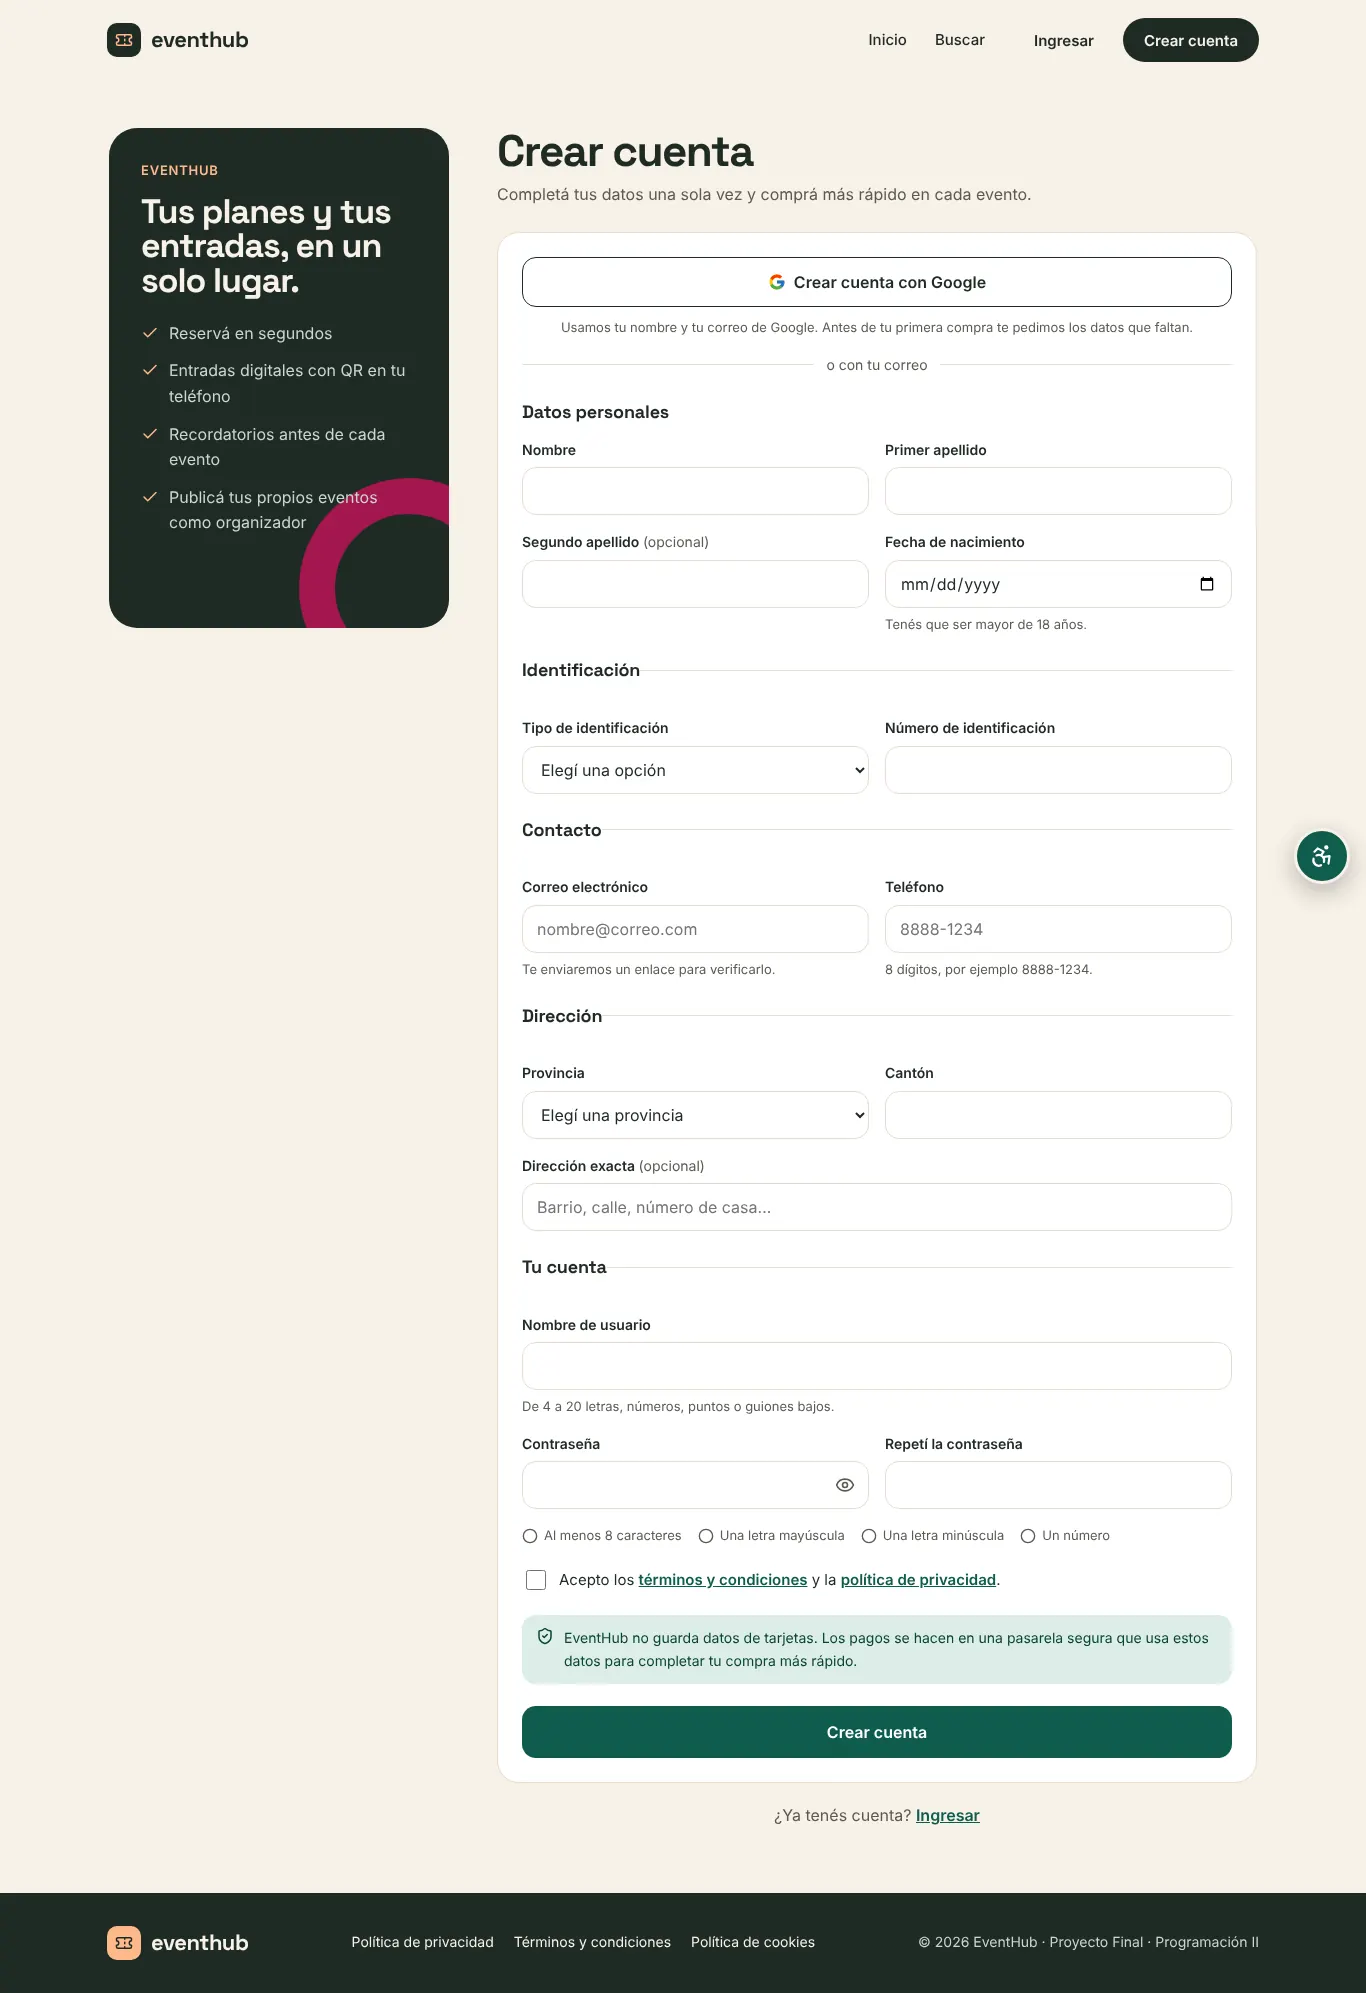 eventhub
Inicio
Buscar
Ingresar
Crear cuenta
EVENTHUB
Tus planes y tus
entradas, en un
solo lugar.
Reservá en segundos
Entradas digitales con QR en tu
teléfono
Recordatorios antes de cada
evento
Publicá tus propios eventos
como organizador
Crear cuenta
Completá tus datos una sola vez y comprá más rápido en cada evento.
Crear cuenta con Google
Usamos tu nombre y tu correo de Google. Antes de tu primera compra te pedimos los datos que faltan.
o con tu correo
Datos personales
Nombre
Primer apellido
Segundo apellido (opcional)
Fecha de nacimiento
mm/dd/yyyy
Tenés que ser mayor de 18 años.
Identificación
Tipo de identificación
Número de identificación
Elegí una opción
Contacto
Correo electrónico
Teléfono
nombre@correo.com
8888-1234
Te enviaremos un enlace para verificarlo.
8 dígitos, por ejemplo 8888-1234.
Dirección
Provincia
Cantón
Elegí una provincia
Dirección exacta (opcional)
Barrio, calle, número de casa...
Tu cuenta
Nombre de usuario
De 4 a 20 letras, números, puntos o guiones bajos.
Contraseña
Repetí la contraseña
Al menos 8 caracteres
Una letra mayúscula
Una letra minúscula
Un número
Acepto los términos y condiciones y la política de privacidad.
EventHub no guarda datos de tarjetas. Los pagos se hacen en una pasarela segura que usa estos
datos para completar tu compra más rápido.
Crear cuenta
¿Ya tenés cuenta? Ingresar
eventhub
Política de privacidad
Términos y condiciones
Política de cookies
© 2026 EventHub · Proyecto Final · Programación II